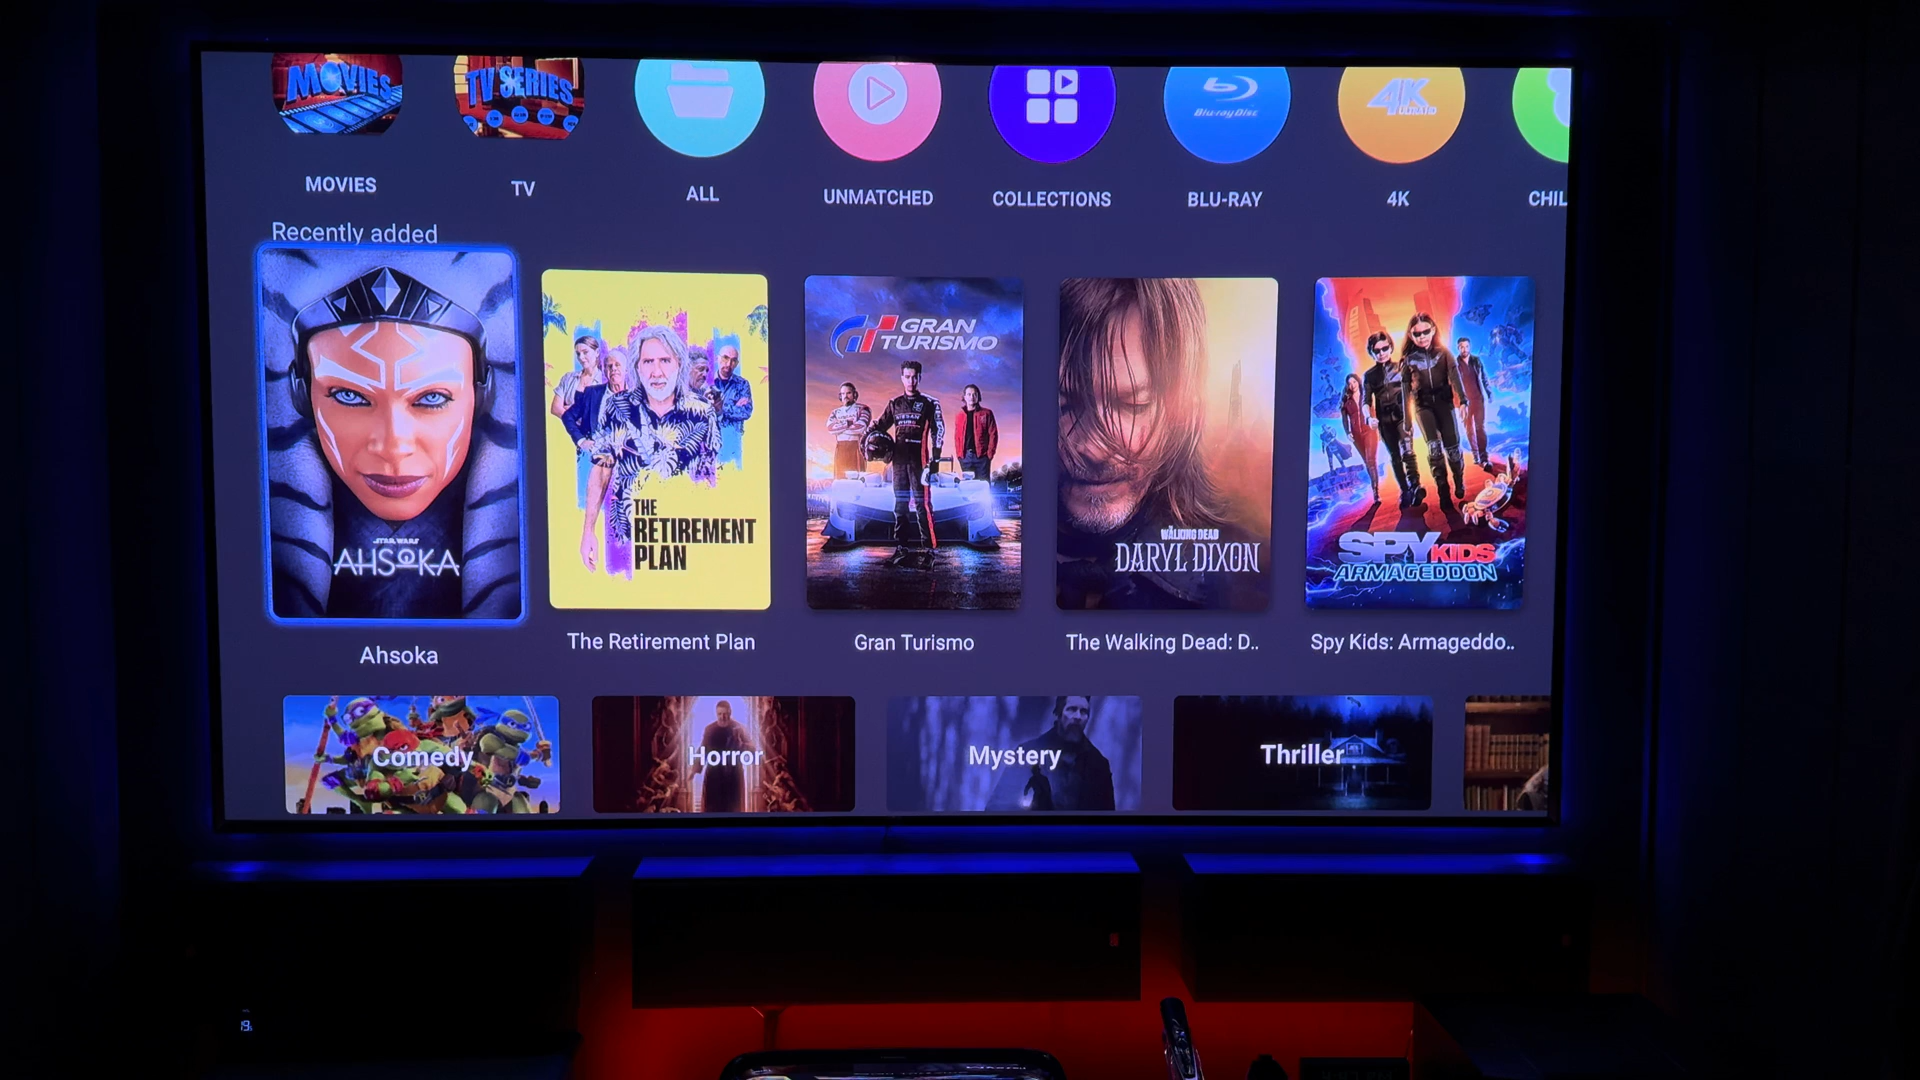 MOVIES
TV SERIES
Blu-ray Disc
4K
MOVIES
TV
ALL
UNMATCHED
COLLECTIONS
BLU-RAY
4K
CHIL
Recently added
STAR WARS
AHSOKA
THE
RETIREMENT
PLAN
GRAN
TURISMO
THE
WALKING DEAD
DARYL DIXON
SPY KIDS
ARMAGEDDON
Ahsoka
The Retirement Plan
Gran Turismo
The Walking Dead: D..
Spy Kids: Armageddo..
Comedy
Horror
Mystery
Thriller